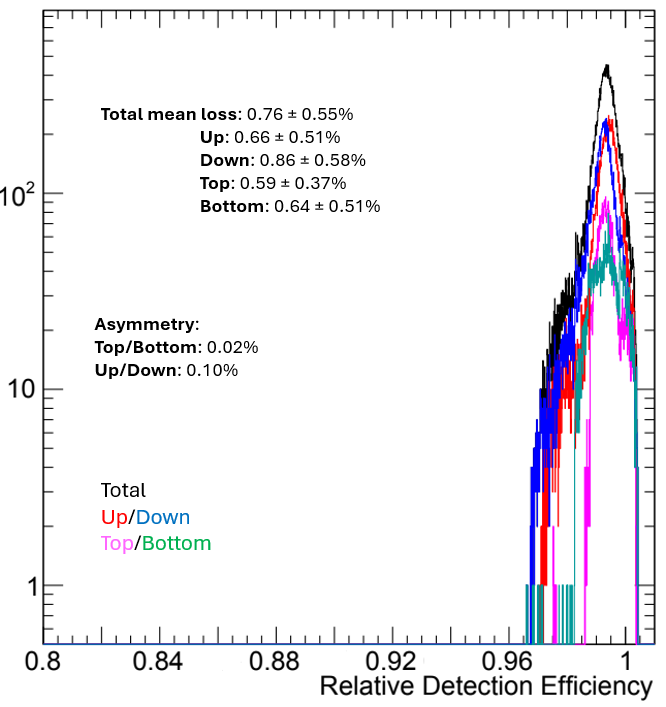 Total mean loss: 0.76 ± 0.55%
Up: 0.66 ± 0.51%
Down: 0.86 ± 0.58%
Top: 0.59 ± 0.37%
Bottom: 0.64 ± 0.51%
10²
Asymmetry:
Top/Bottom: 0.02%
Up/Down: 0.10%
10
Total
Up/Down
Top/Bottom
1
0.8 0.84 0.88 0.92 0.96 1
Relative Detection Efficiency